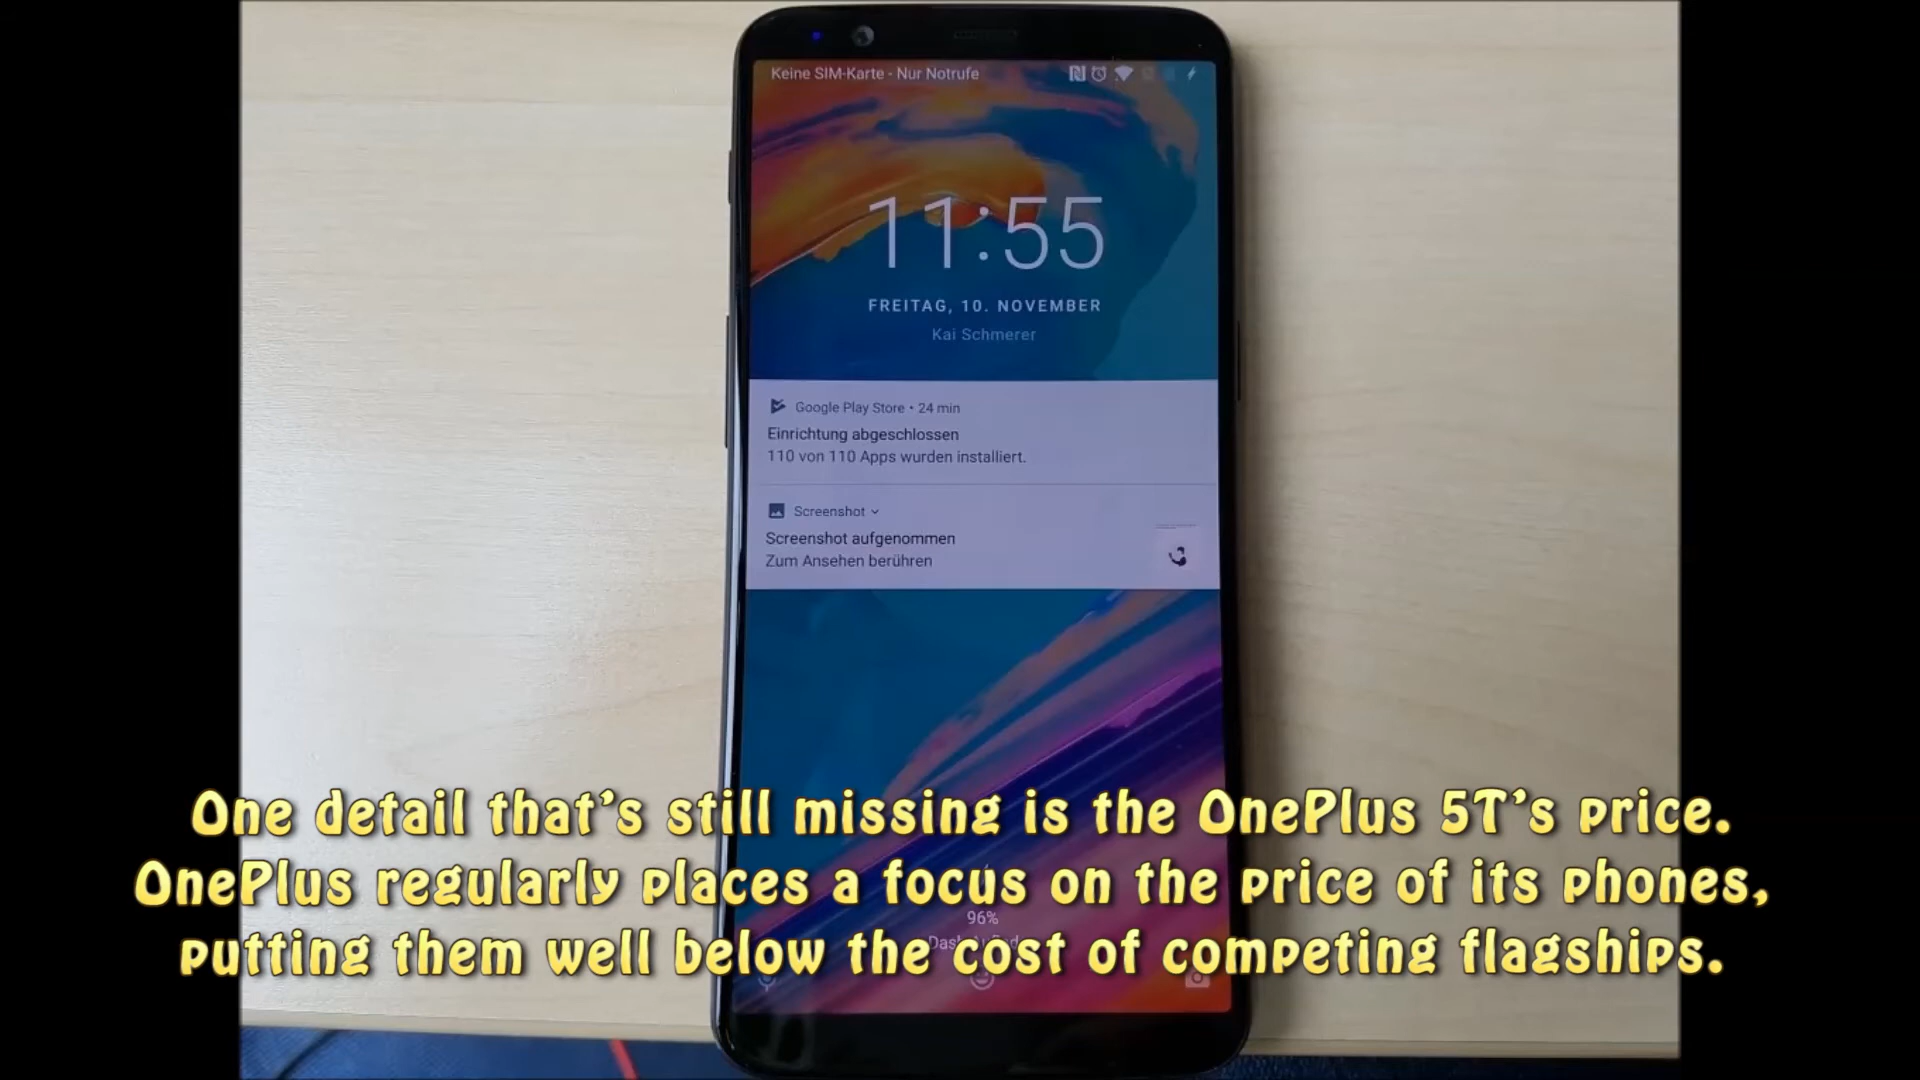 Keine SIM-Karte - Nur Notrufe
11:55
FREITAG, 10. NOVEMBER
Kai Schmerer
Google Play Store • 24 min
Einrichtung abgeschlossen
110 von 110 Apps wurden installiert.
Screenshot
Screenshot aufgenommen
Zum Ansehen berühren
One detail that's still missing is the OnePlus 5T's price.
OnePlus regularly places a focus on the price of its phones,
96%
putting them well below the cost of competing flagships.